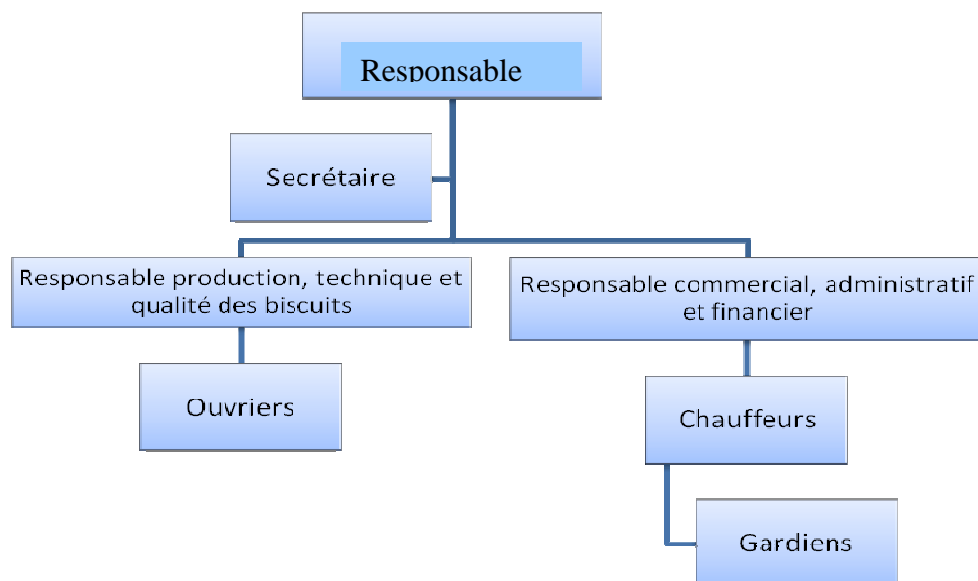 Responsable
Secrétaire
Responsable production, technique et
qualité des biscuits
Responsable commercial, administratif
et financier
Ouvriers
Chauffeurs
Gardiens